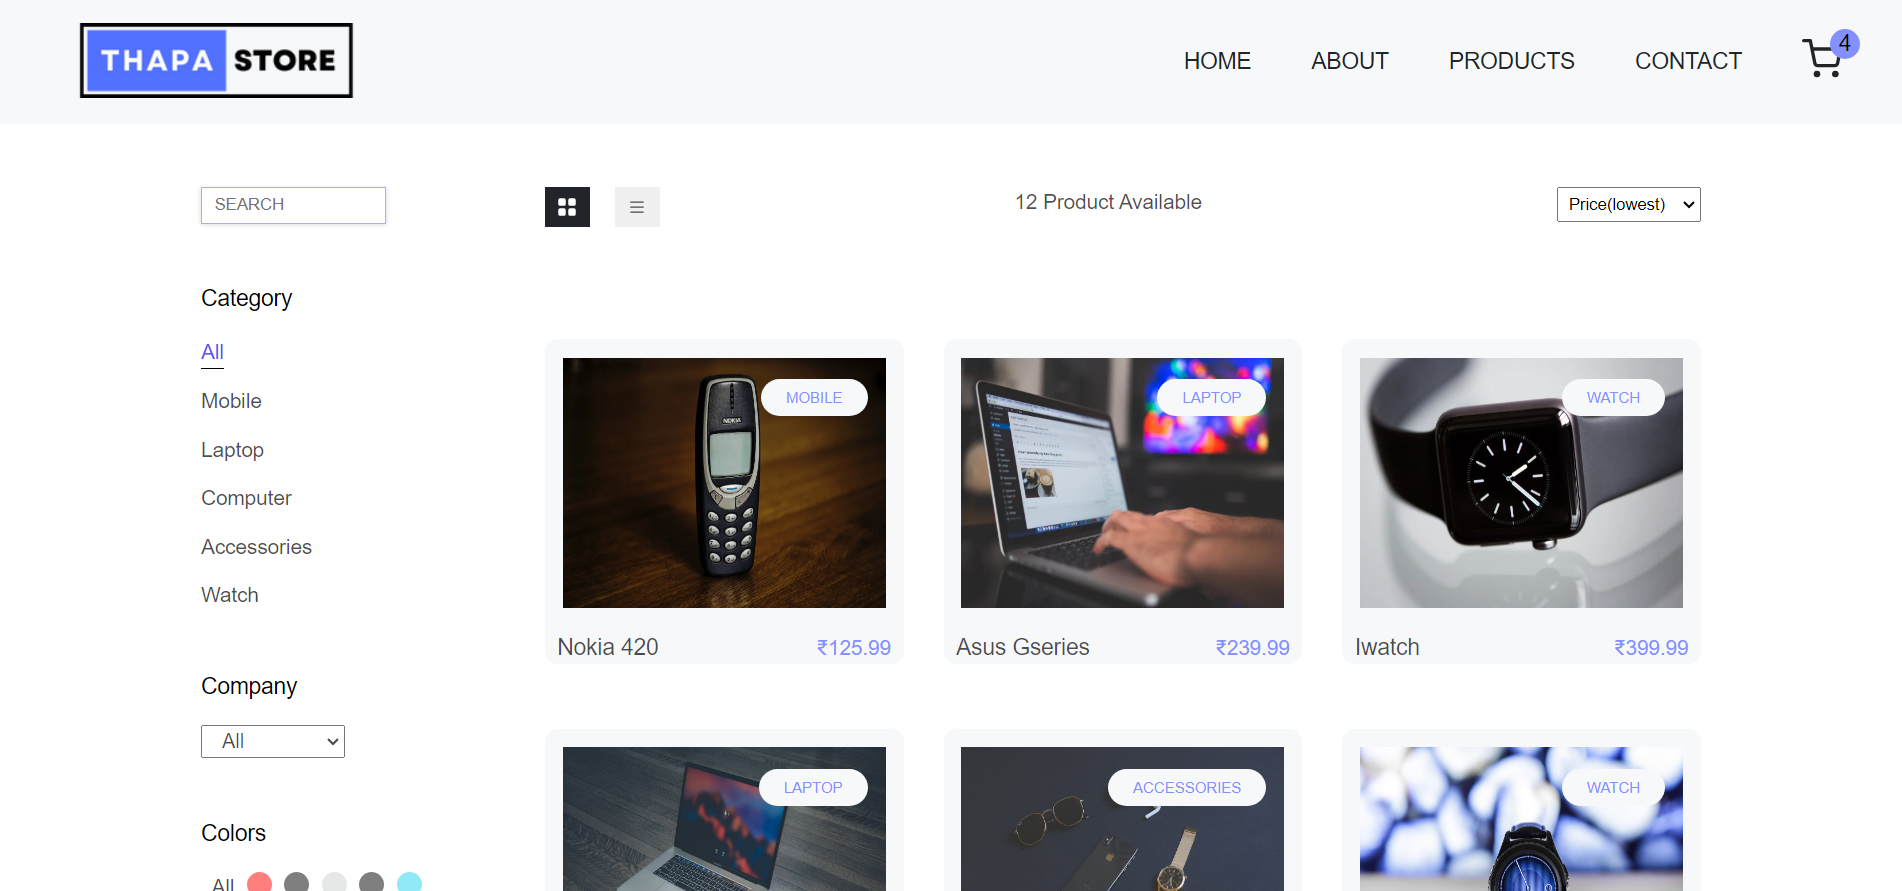 THAPA STORE
HOME ABOUT PRODUCTS CONTACT 4
SEARCH
12 Product Available
Price(lowest)
Category
All
Mobile
Laptop
Computer
Accessories
Watch
Company
All
Colors
All
MOBILE
NOKIA
Nokia 420 ₹125.99
LAPTOP
Asus Gseries ₹239.99
WATCH
Iwatch ₹399.99
LAPTOP
ACCESSORIES
WATCH